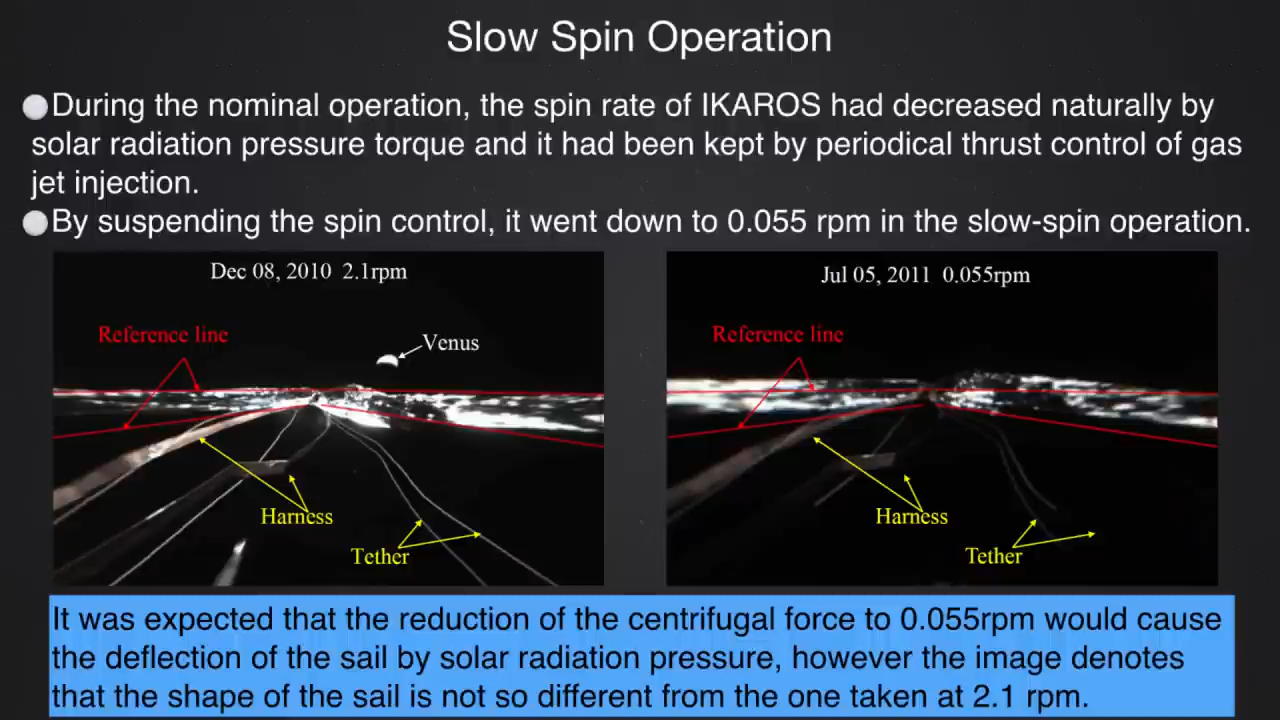 Slow Spin Operation
During the nominal operation, the spin rate of IKAROS had decreased naturally by
solar radiation pressure torque and it had been kept by periodical thrust control of gas
jet injection.
By suspending the spin control, it went down to 0.055 rpm in the slow-spin operation.
Dec 08, 2010 2.1rpm
Reference line
Venus
Harness
Tether
Jul 05, 2011 0.055rpm
Reference line
Harness
Tether
It was expected that the reduction of the centrifugal force to 0.055rpm would cause
the deflection of the sail by solar radiation pressure, however the image denotes
that the shape of the sail is not so different from the one taken at 2.1 rpm.